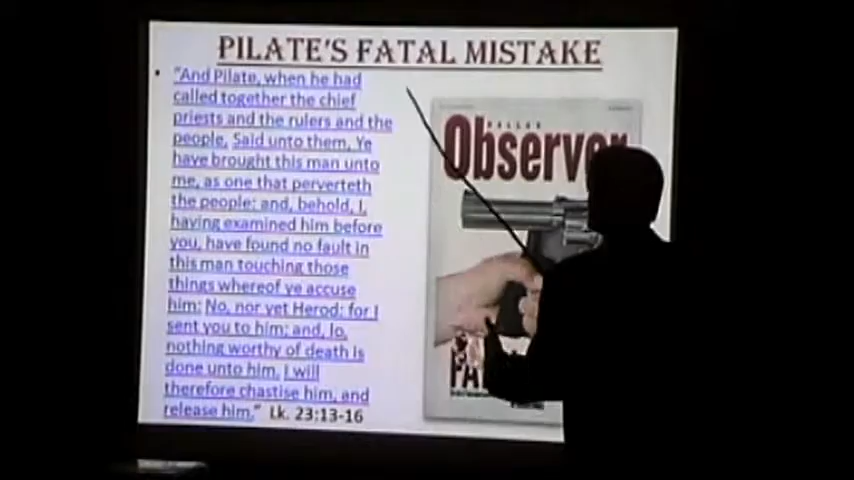 PILATE'S FATAL MISTAKE
• "And Pilate, when he had
called together the chief
priests and the rulers and the
people, Said unto them, Ye
have brought this man unto
me, as one that perverteth
the people: and, behold, I,
having examined him before
you, have found no fault in
this man touching those
things whereof ye accuse
him: No, nor yet Herod: for I
sent you to him; and, lo,
nothing worthy of death is
done unto him. I will
therefore chastise him, and
release him." Lk. 23:13-16
DALLAS
Observer